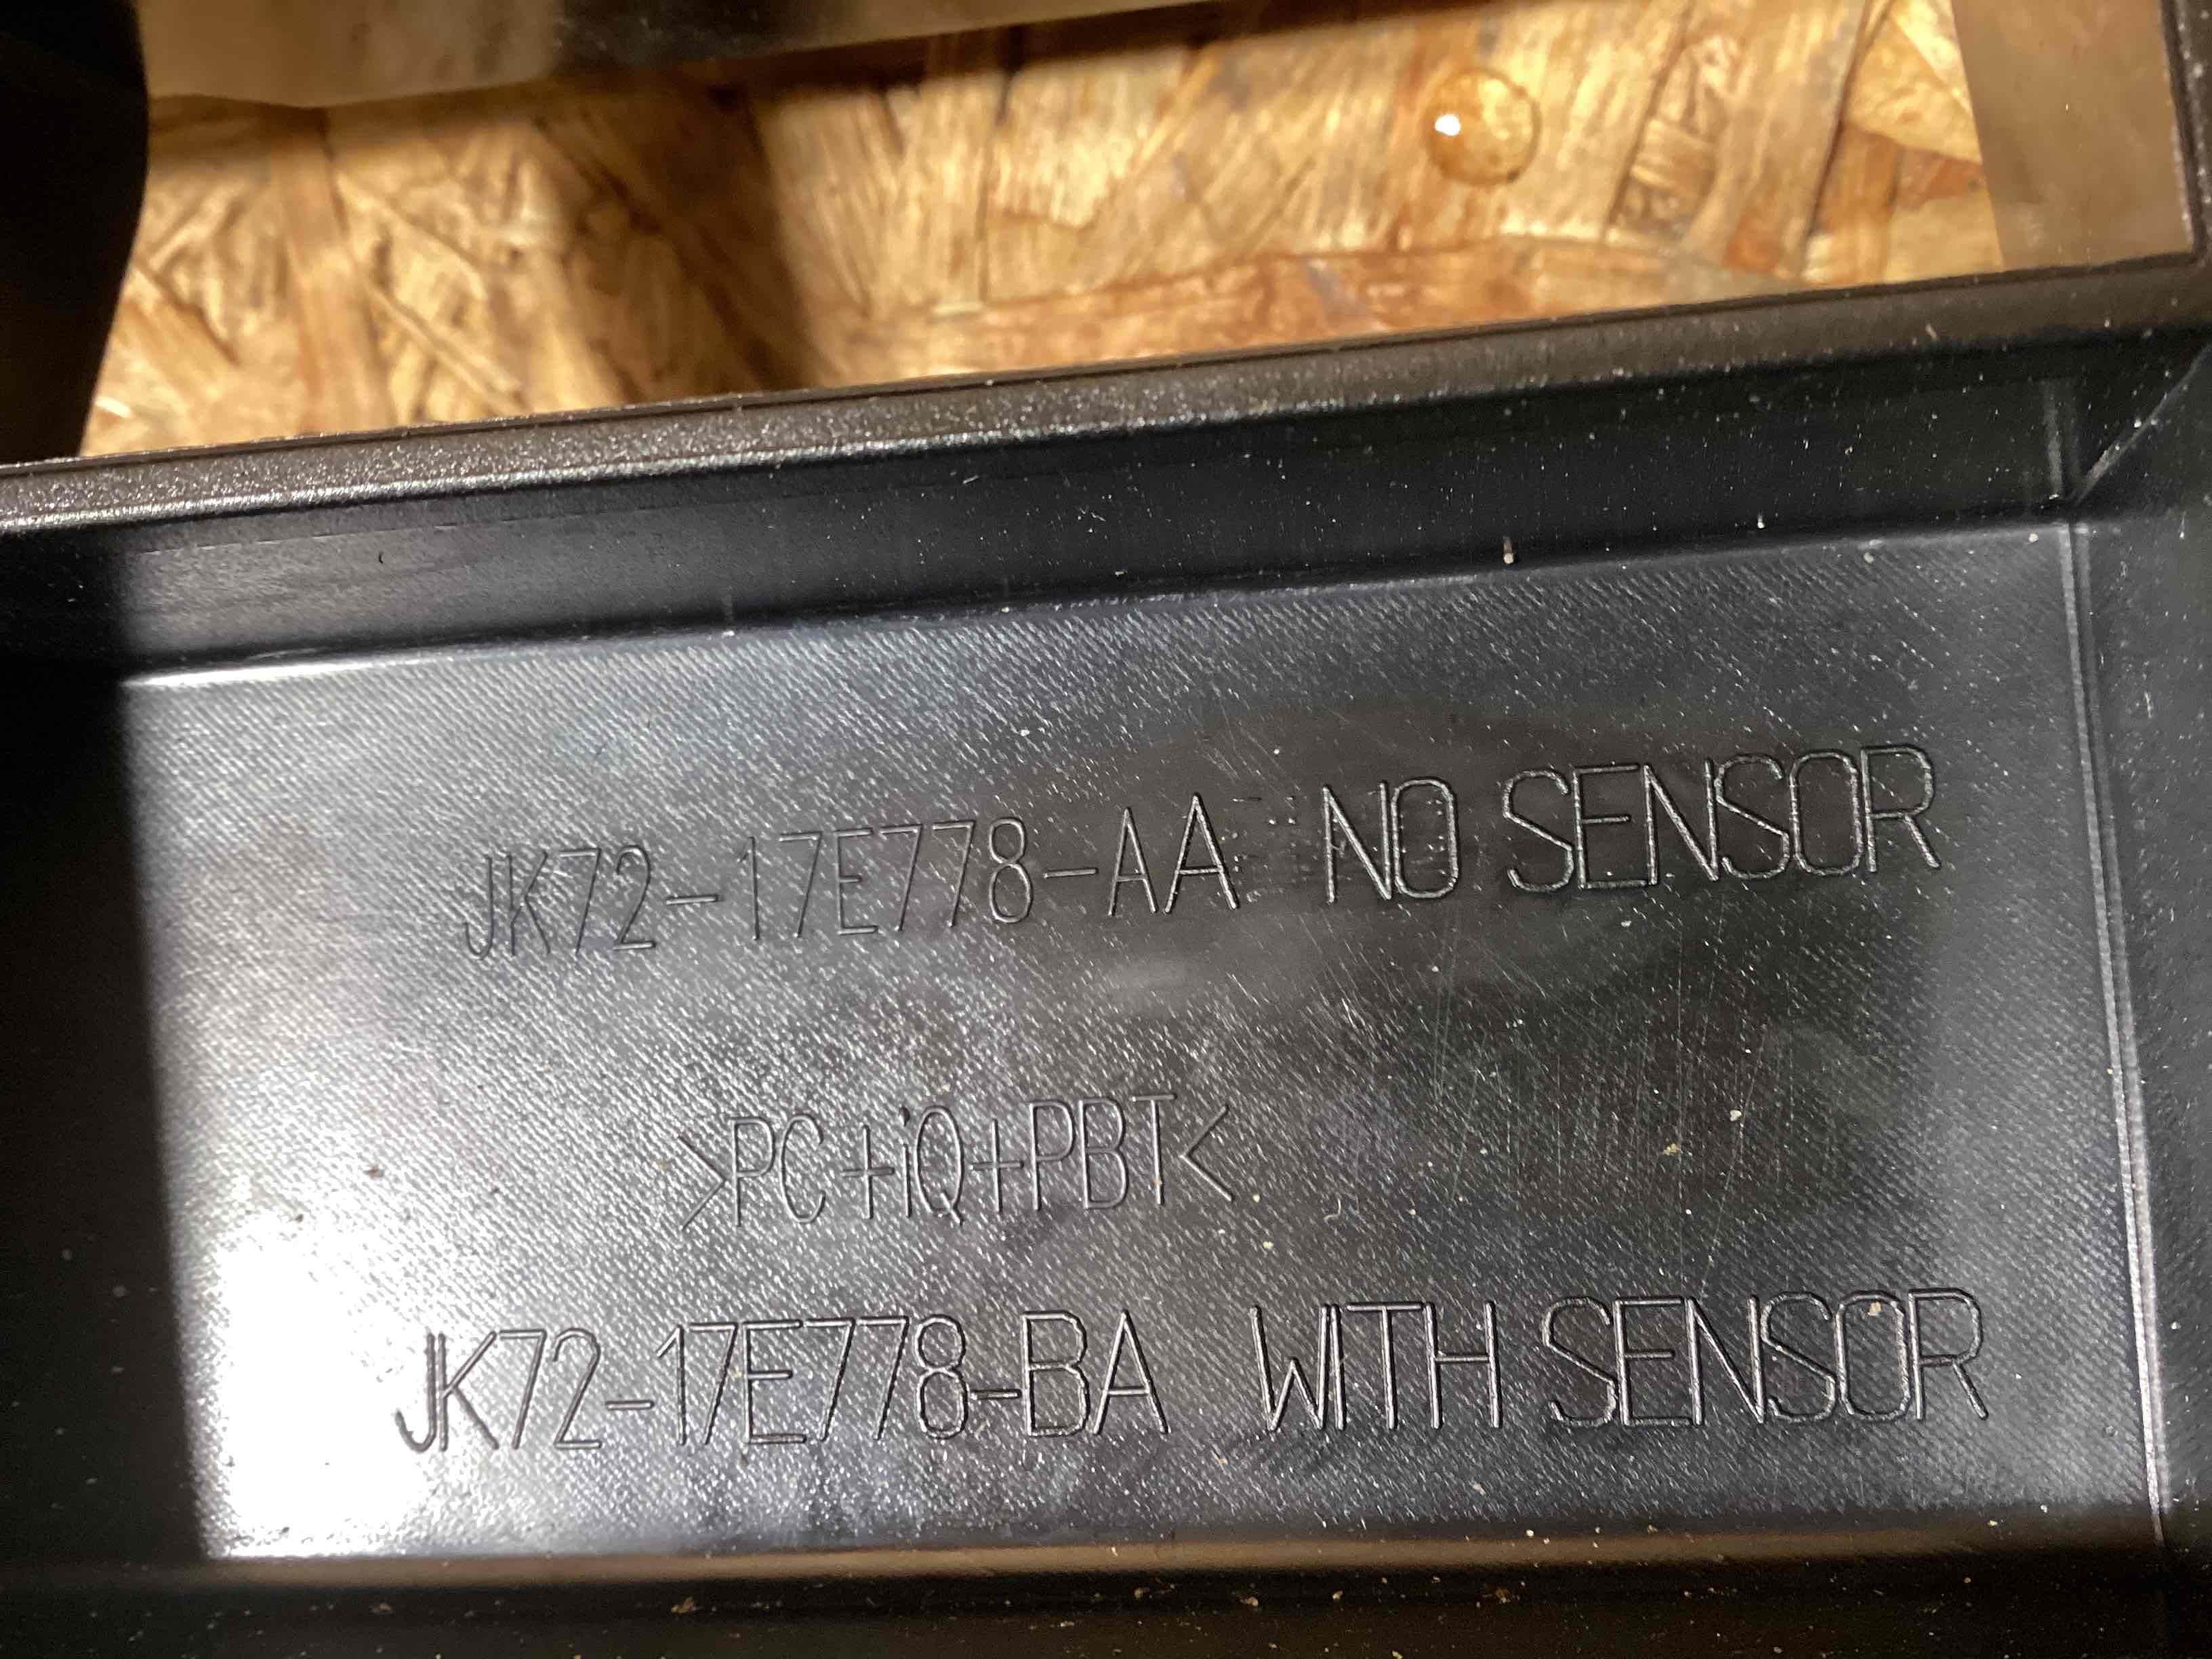 JK72-17E778-AA NO SENSOR
>PC+iQ+PBT<
JK72-17E778-BA WITH SENSOR